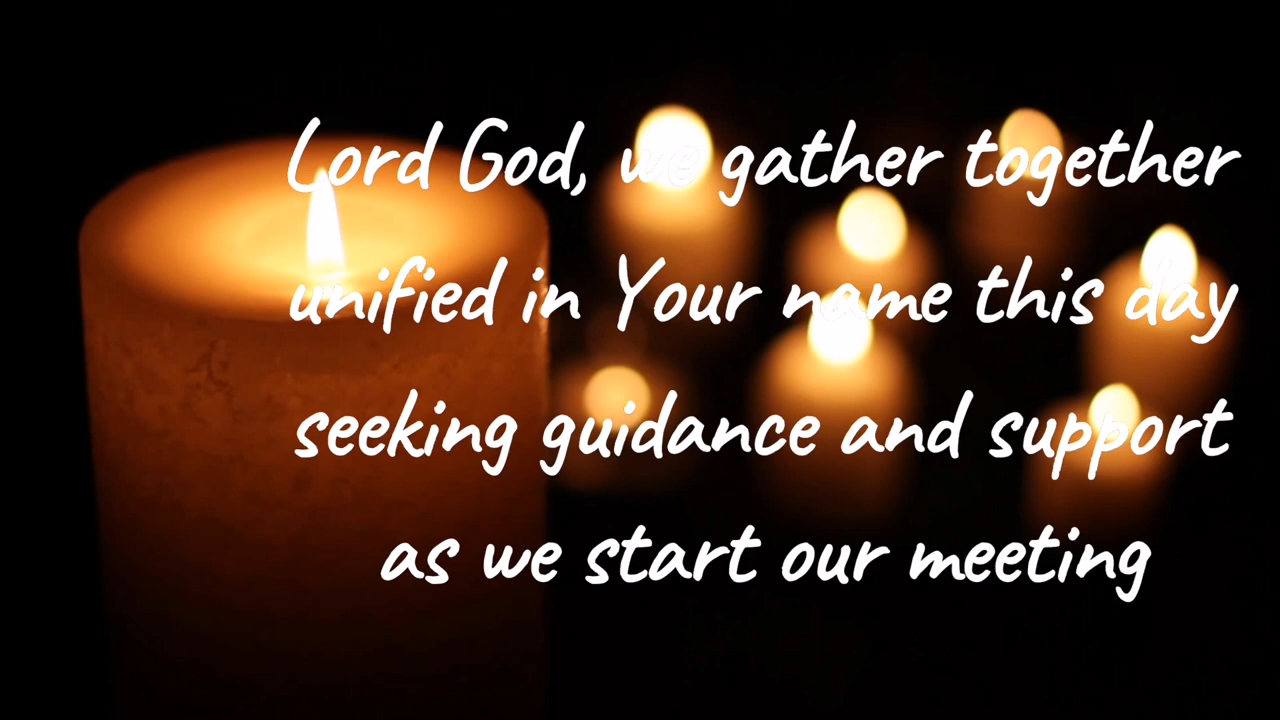 Lord God, we gather together
unified in Your name this day
seeking guidance and support
as we start our meeting